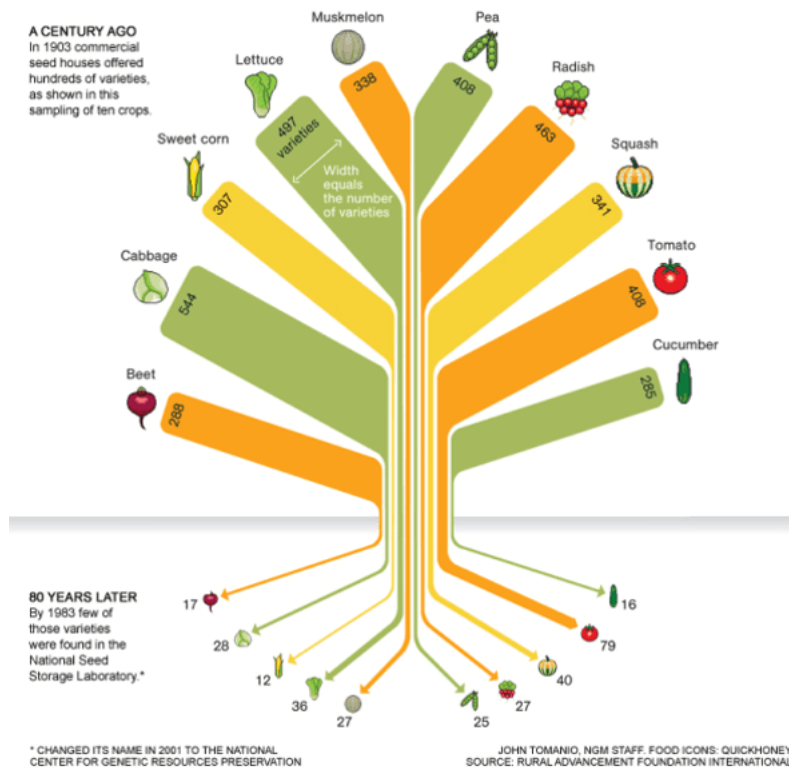 A CENTURY AGO
In 1903 commercial
seed houses offered
hundreds of varieties,
as shown in this
sampling of ten crops.
Muskmelon
338
Pea
408
Lettuce
497
varieties
Width
equals
the number
of varieties
Radish
463
Sweet corn
307
Squash
341
Cabbage
544
Tomato
408
Beet
288
Cucumber
285
80 YEARS LATER
By 1983 few of
those varieties
were found in the
National Seed
Storage Laboratory.*
17
28
12
36
27
25
27
40
79
16
* CHANGED ITS NAME IN 2001 TO THE NATIONAL
CENTER FOR GENETIC RESOURCES PRESERVATION
JOHN TOMANIO, NGM STAFF. FOOD ICONS: QUICKHONEY
SOURCE: RURAL ADVANCEMENT FOUNDATION INTERNATIONAL